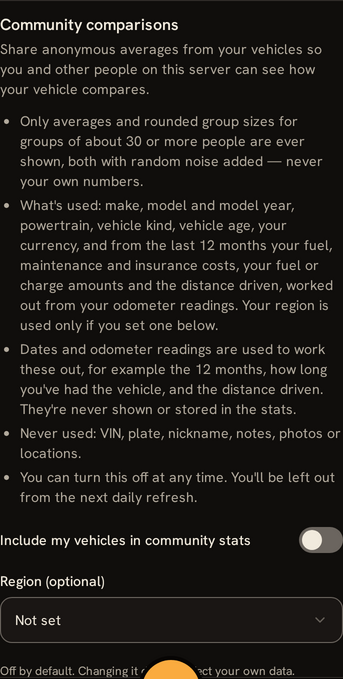 Community comparisons
Share anonymous averages from your vehicles so
you and other people on this server can see how
your vehicle compares.
• Only averages and rounded group sizes for
groups of about 30 or more people are ever
shown, both with random noise added — never
your own numbers.
• What's used: make, model and model year,
powertrain, vehicle kind, vehicle age, your
currency, and from the last 12 months your fuel,
maintenance and insurance costs, your fuel or
charge amounts and the distance driven, worked
out from your odometer readings. Your region is
used only if you set one below.
• Dates and odometer readings are used to work
these out, for example the 12 months, how long
you've had the vehicle, and the distance driven.
They're never shown or stored in the stats.
• Never used: VIN, plate, nickname, notes, photos or
locations.
• You can turn this off at any time. You'll be left out
from the next daily refresh.
Include my vehicles in community stats
Region (optional)
Not set
Off by default. Changing it your own data.